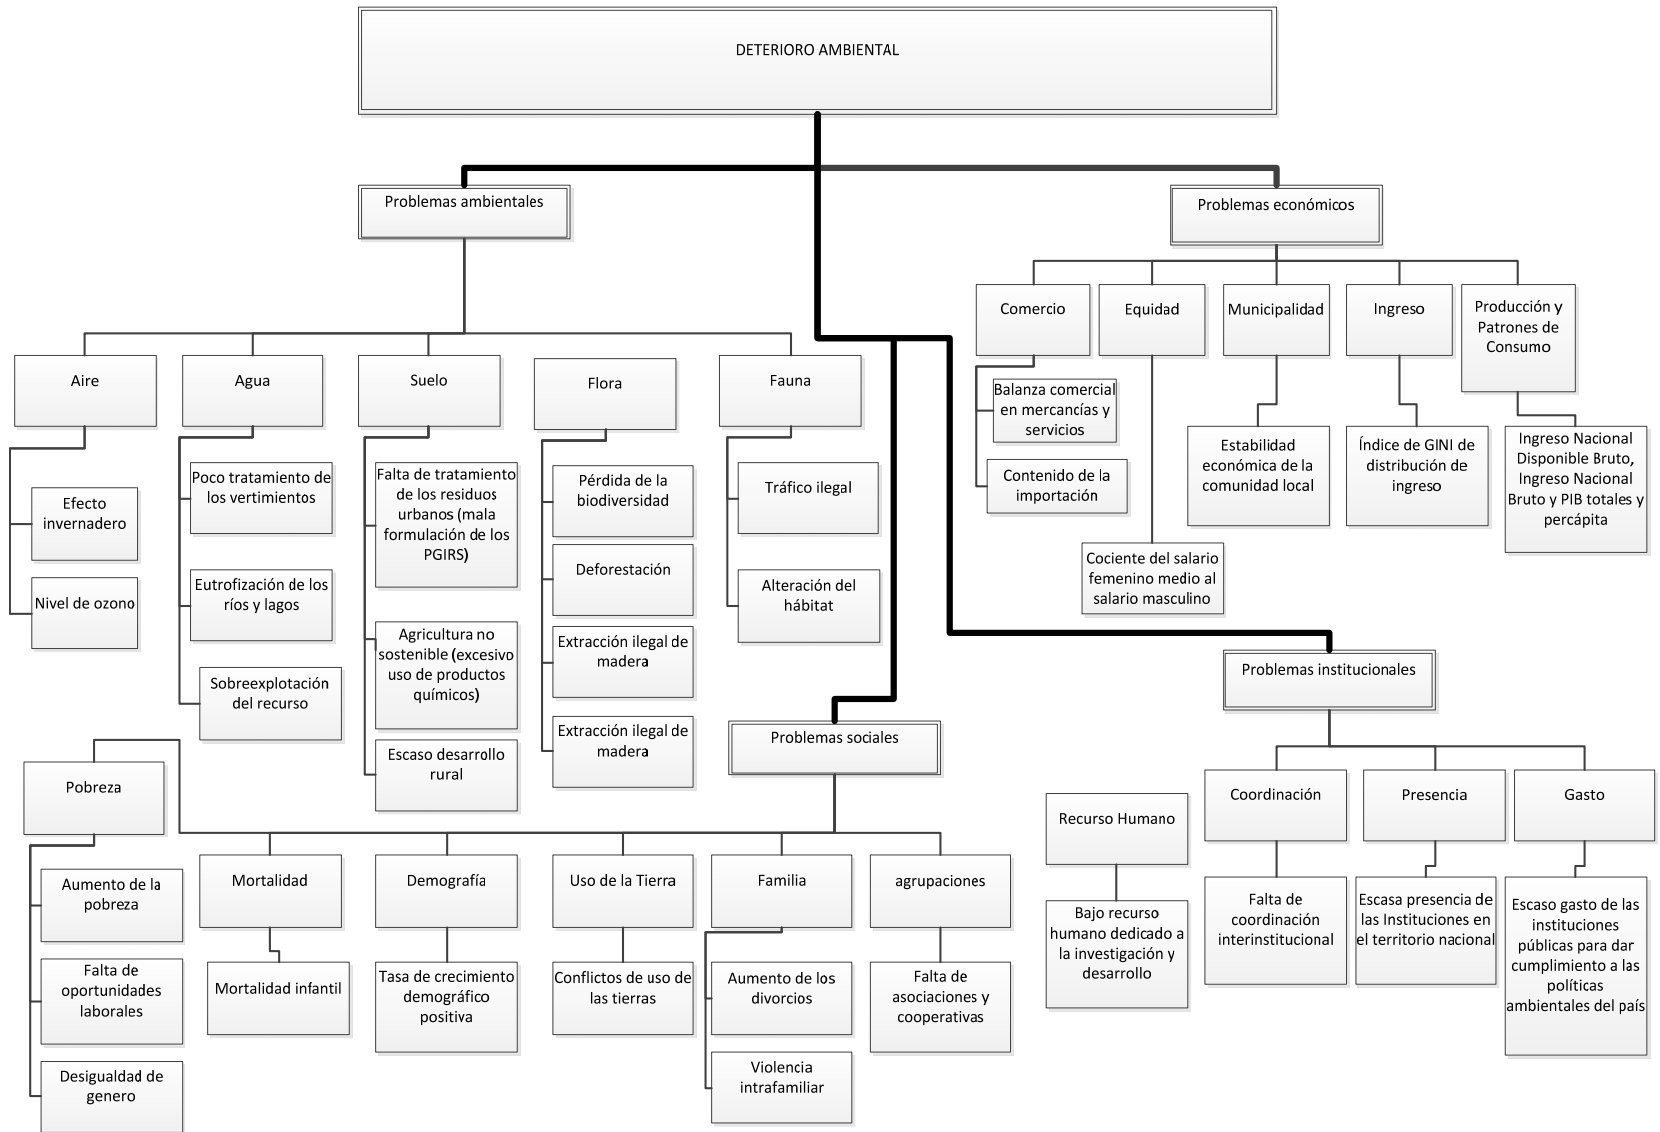 DETERIORO AMBIENTAL
Problemas ambientales
Problemas económicos
Comercio
Equidad
Municipalidad
Ingreso
Producción y
Patrones de
Consumo
Balanza comercial
en mercancías y
servicios
Contenido de la
importación
Cociente del salario
femenino medio al
salario masculino
Estabilidad
económica de la
comunidad local
Índice de GINI de
distribución de
ingreso
Ingreso Nacional
Disponible Bruto,
Ingreso Nacional
Bruto y PIB totales y
percápita
Aire
Agua
Suelo
Flora
Fauna
Efecto
invernadero
Nivel de ozono
Poco tratamiento de
los vertimientos
Eutrofización de los
ríos y lagos
Sobreexplotación
del recurso
Falta de tratamiento
de los residuos
urbanos (mala
formulación de los
PGIRS)
Agricultura no
sostenible (excesivo
uso de productos
químicos)
Escaso desarrollo
rural
Pérdida de la
biodiversidad
Deforestación
Extracción ilegal de
madera
Extracción ilegal de
madera
Tráfico ilegal
Alteración del
hábitat
Problemas institucionales
Recurso Humano
Coordinación
Presencia
Gasto
Bajo recurso
humano dedicado a
la investigación y
desarrollo
Falta de
coordinación
interinstitucional
Escasa presencia de
las Instituciones en
el territorio nacional
Escaso gasto de las
instituciones
públicas para dar
cumplimiento a las
políticas
ambientales del país
Problemas sociales
Pobreza
Mortalidad
Demografía
Uso de la Tierra
Familia
agrupaciones
Aumento de la
pobreza
Falta de
oportunidades
laborales
Desigualdad de
genero
Mortalidad infantil
Tasa de crecimiento
demográfico
positiva
Conflictos de uso de
las tierras
Aumento de los
divorcios
Violencia
intrafamiliar
Falta de
asociaciones y
cooperativas